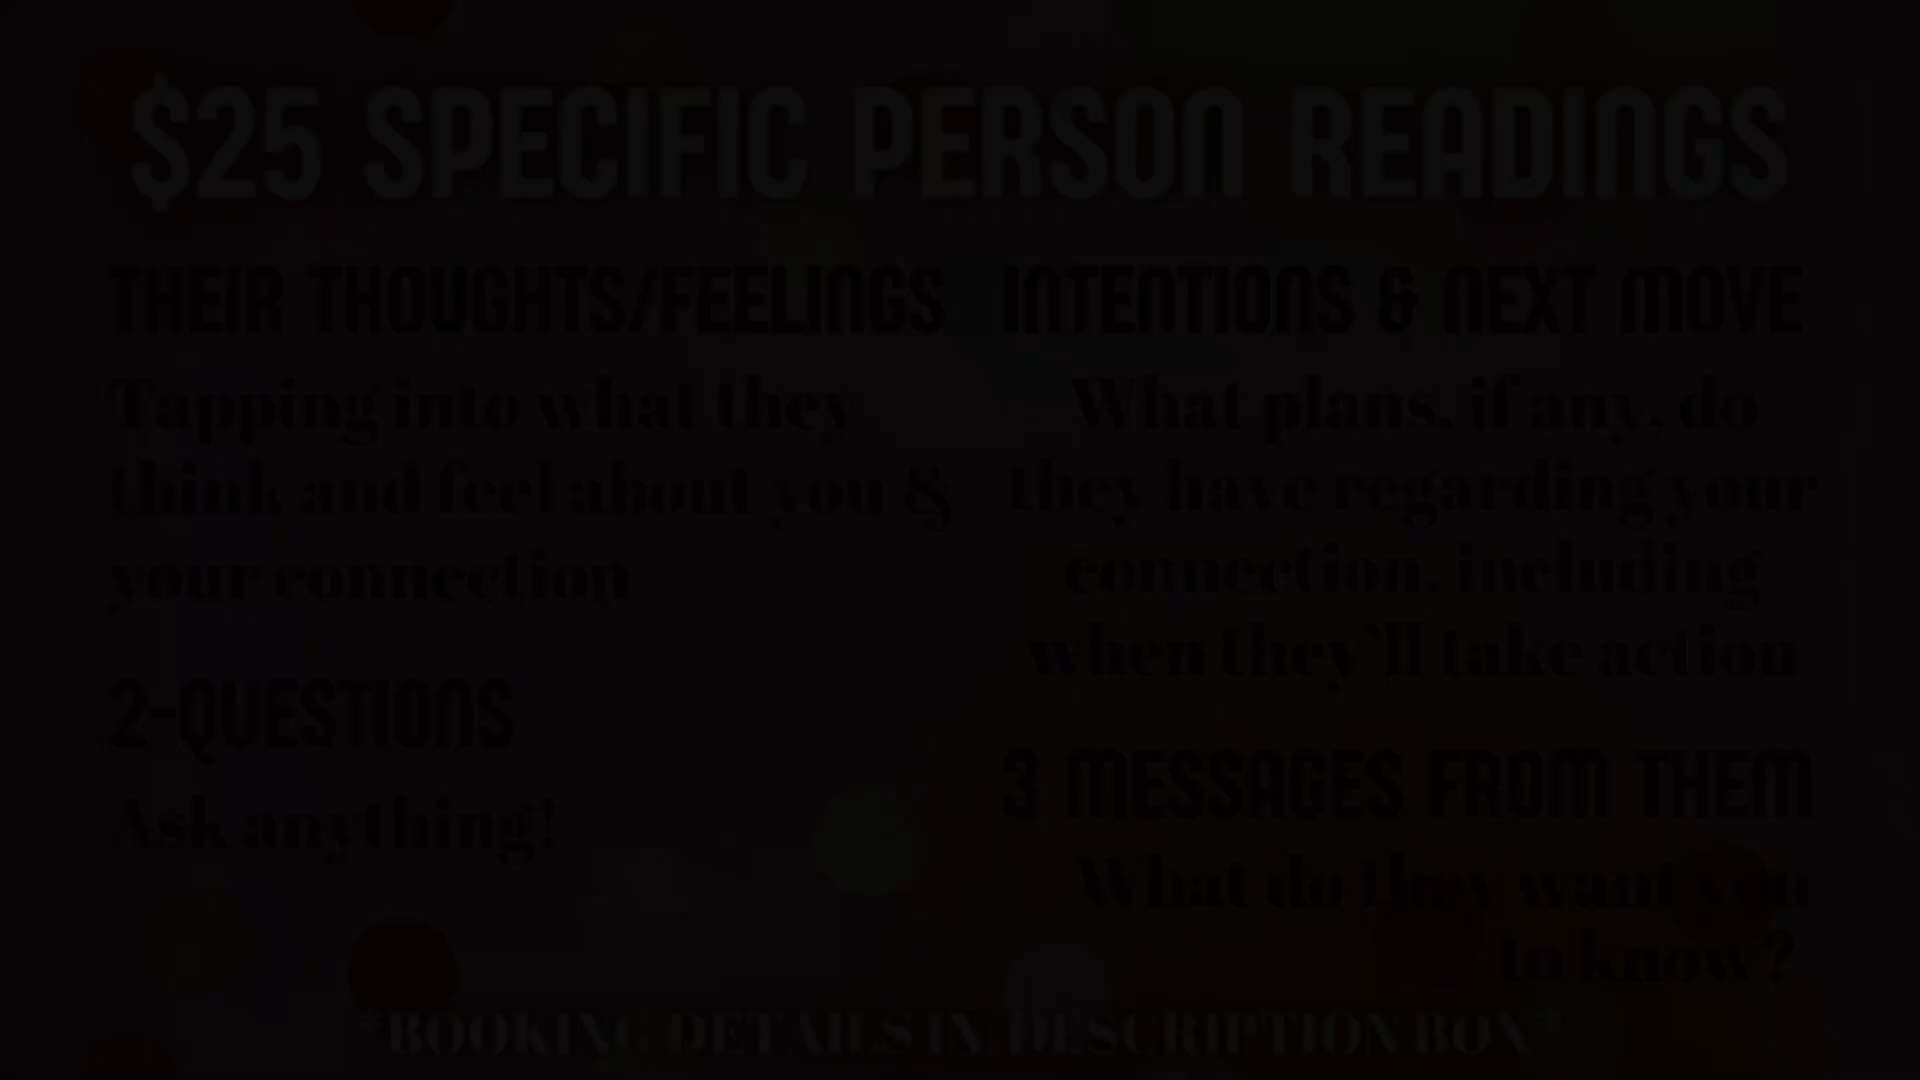 $25 SPECIFIC PERSON READINGS
THEIR THOUGHTS/FEELINGS
Tapping into what they
think and feel about you &
your connection
2-QUESTIONS
Ask anything!
INTENTIONS & NEXT MOVE
What plans, if any, do
they have regarding your
connection, including
when they'll take action
3 MESSAGES FROM THEM
What do they want you
to know?
*BOOKING DETAILS IN DESCRIPTION BOX*